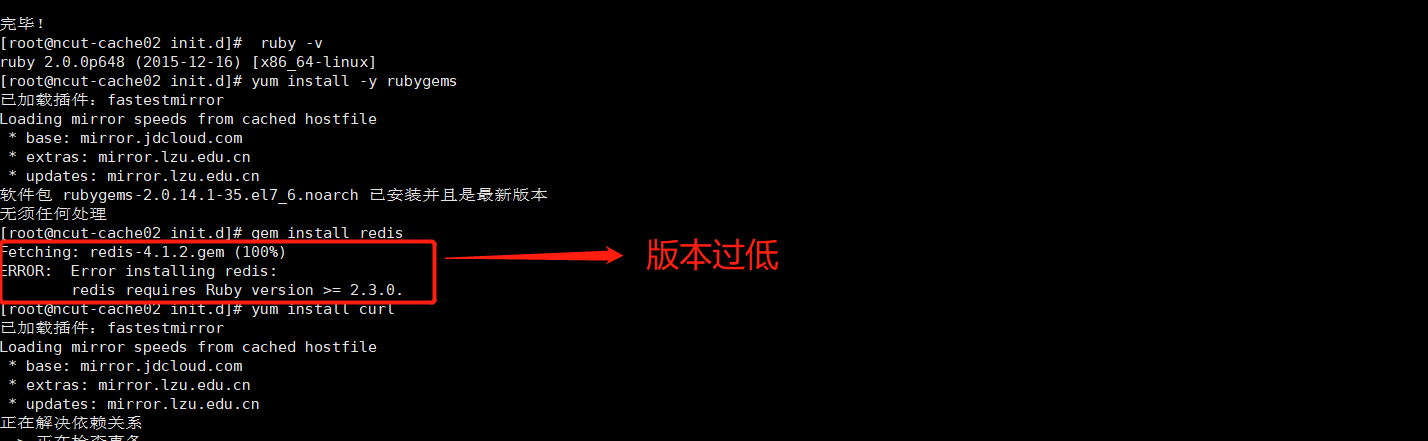 完毕！
[root@ncut-cache02 init.d]#  ruby -v
ruby 2.0.0p648 (2015-12-16) [x86_64-linux]
[root@ncut-cache02 init.d]# yum install -y rubygems
已加载插件：fastestmirror
Loading mirror speeds from cached hostfile
 * base: mirror.jdcloud.com
 * extras: mirror.lzu.edu.cn
 * updates: mirror.lzu.edu.cn
软件包 rubygems-2.0.14.1-35.el7_6.noarch 已安装并且是最新版本
无须任何处理
[root@ncut-cache02 init.d]# gem install redis
Fetching: redis-4.1.2.gem (100%)
版本过低
ERROR:  Error installing redis:
        redis requires Ruby version >= 2.3.0.
[root@ncut-cache02 init.d]# yum install curl
已加载插件：fastestmirror
Loading mirror speeds from cached hostfile
 * base: mirror.jdcloud.com
 * extras: mirror.lzu.edu.cn
 * updates: mirror.lzu.edu.cn
正在解决依赖关系
--> 正在检查事务